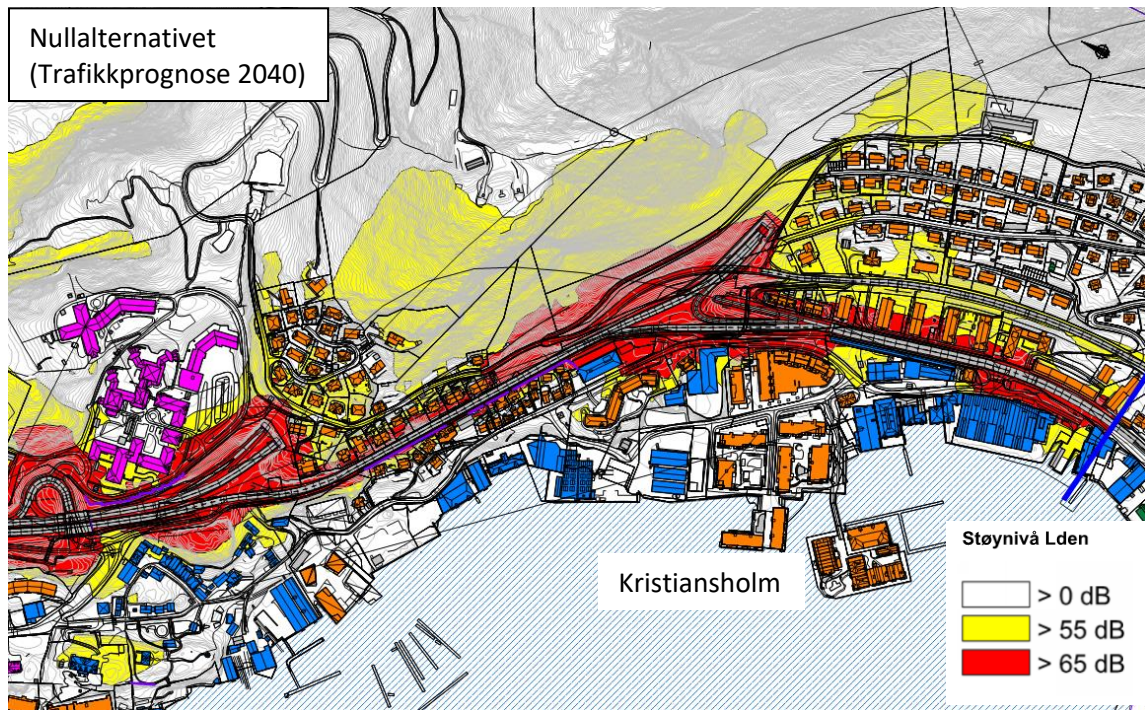 Nullalternativet
(Trafikkprognose 2040)
Kristiansholm
Støynivå Lden
> 0 dB
> 55 dB
> 65 dB